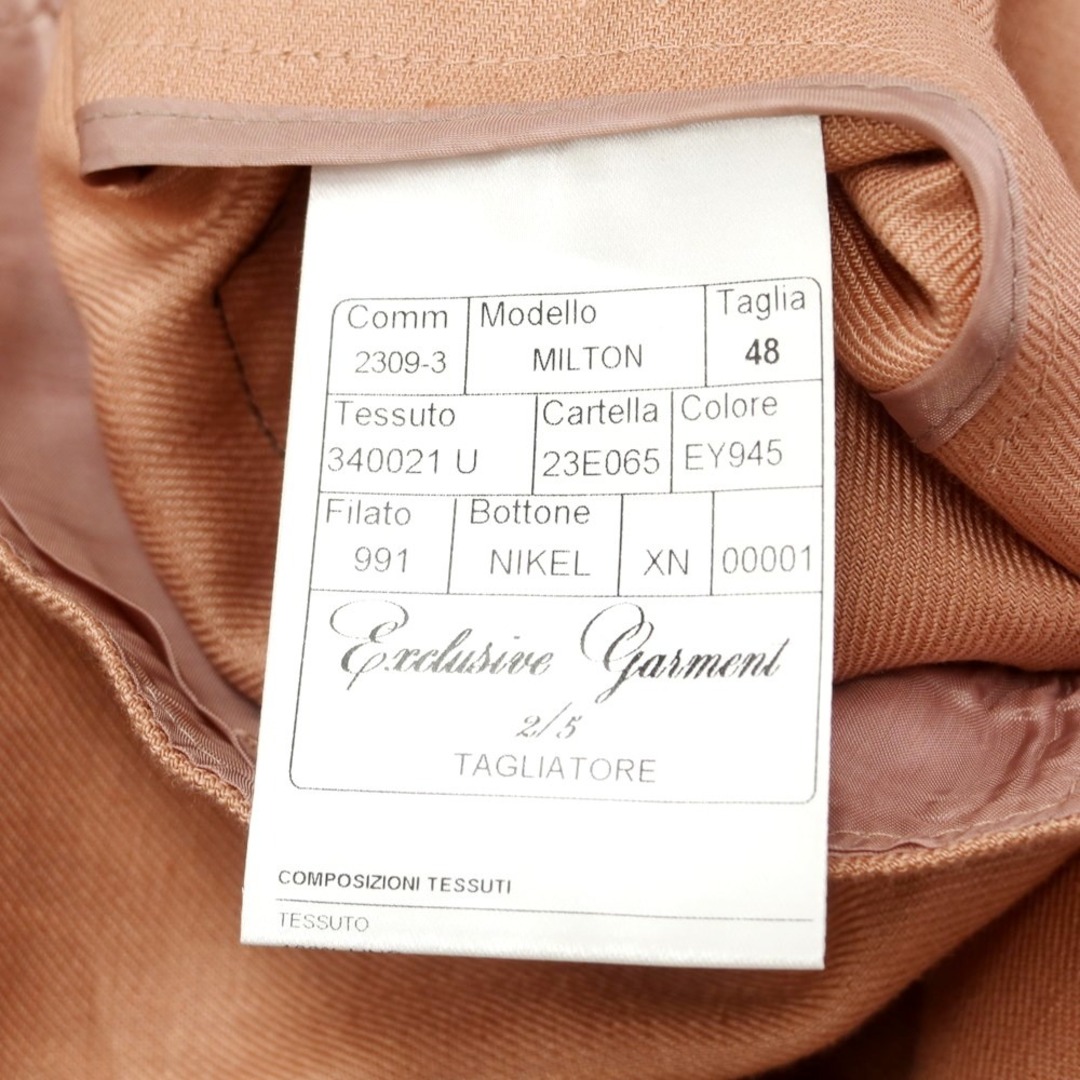 Comm Modello Taglia
2309-3 MILTON 48
Tessuto Cartella Colore
340021 U 23E065 EY945
Filato Bottone
991 NIKEL XN 00001
Exclusive Garment
2/5
TAGLIATORE
COMPOSIZIONI TESSUTI
TESSUTO